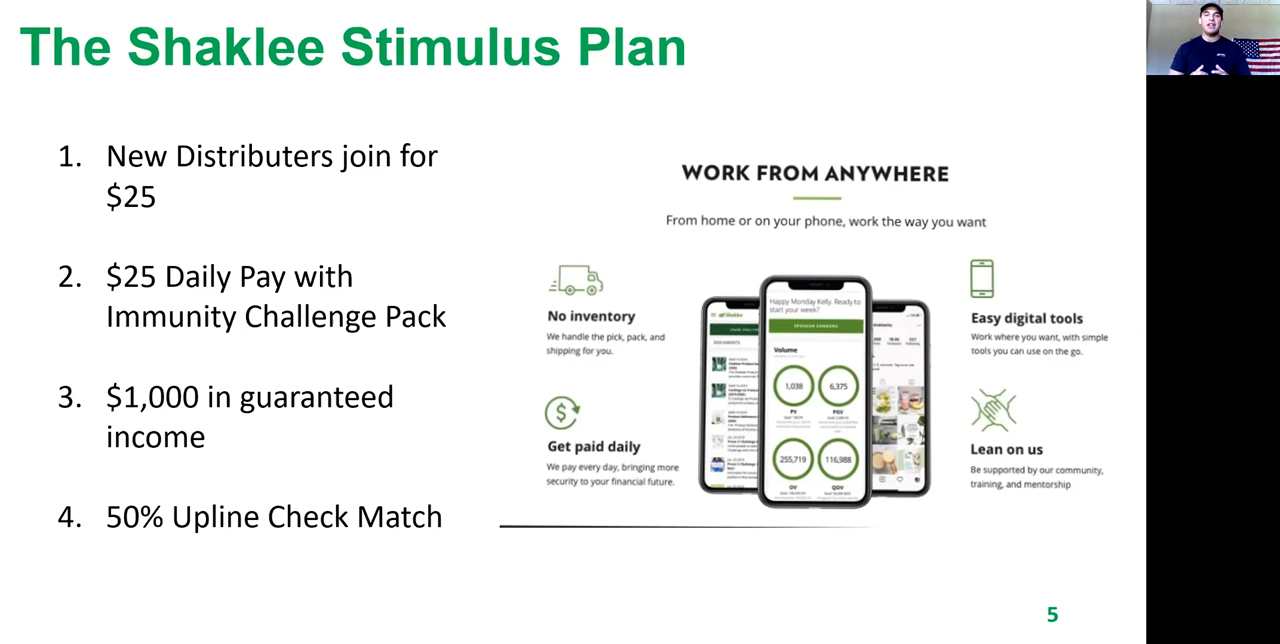 The Shaklee Stimulus Plan
1. New Distributers join for
$25
2. $25 Daily Pay with
Immunity Challenge Pack
3. $1,000 in guaranteed
income
4. 50% Upline Check Match
WORK FROM ANYWHERE
From home or on your phone, work the way you want
No inventory
We handle the pick, pack, and
shipping for you.
Get paid daily
We pay every day, bringing more
security to your financial future.
Happy Monday Kelly. Ready to
start your week?
SPONSOR SOMEONE
Volume
1,038
6,375
PV
PGV
255,719
116,988
OV
QOV
Shaklee
DOCUMENTS
Easy digital tools
Work where you want, with simple
tools you can use on the go.
Lean on us
Be supported by our community,
training, and mentorship
5